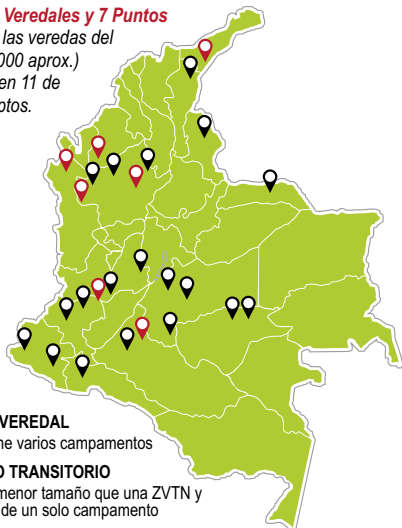 Veredales y 7 Puntos
las veredas del
000 aprox.)
en 11 de
ptos.
VEREDAL
ne varios campamentos
O TRANSITORIO
menor tamaño que una ZVTN y
de un solo campamento